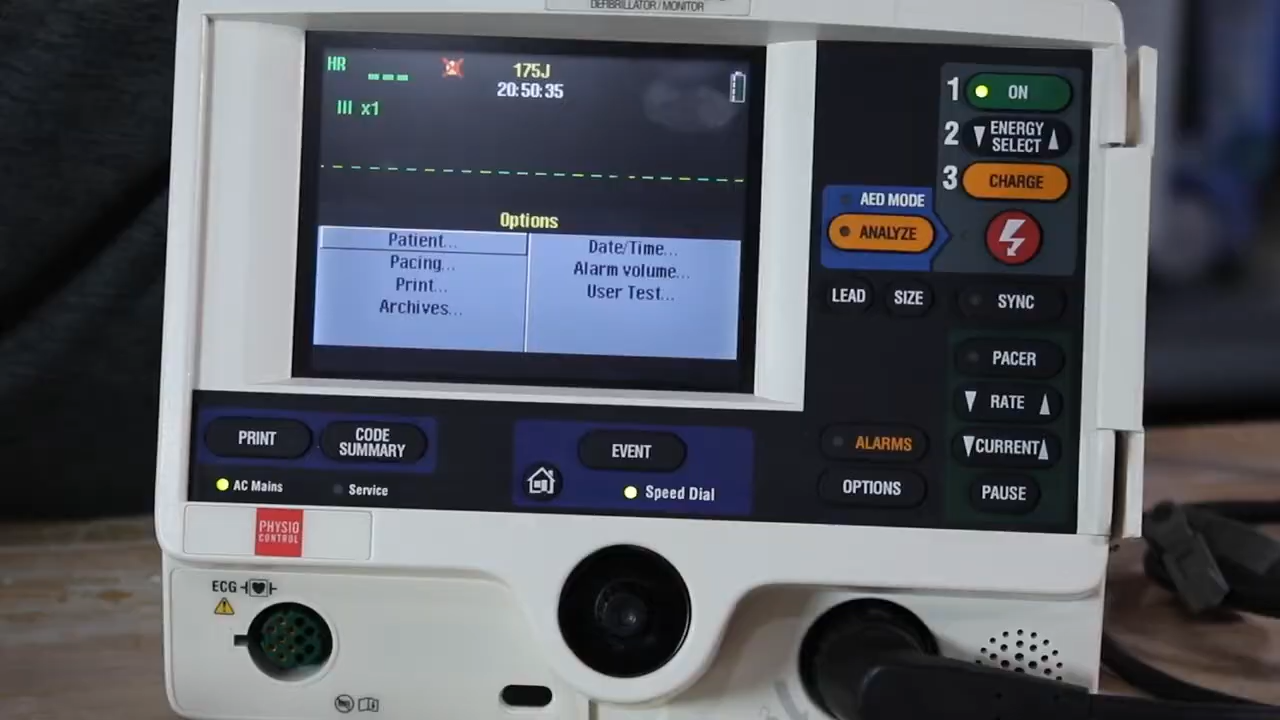 DEFIBRILLATOR / MONITOR
HR
---
175J
20:50:35
III x1
Options
Patient...
Pacing...
Print...
Archives...
Date/Time...
Alarm volume...
User Test...
1 ON
2 ENERGY SELECT
3 CHARGE
AED MODE
ANALYZE
LEAD
SIZE
SYNC
PACER
RATE
CURRENT
PAUSE
ALARMS
OPTIONS
PRINT
CODE SUMMARY
EVENT
AC Mains
Service
Speed Dial
PHYSIO
CONTROL
ECG